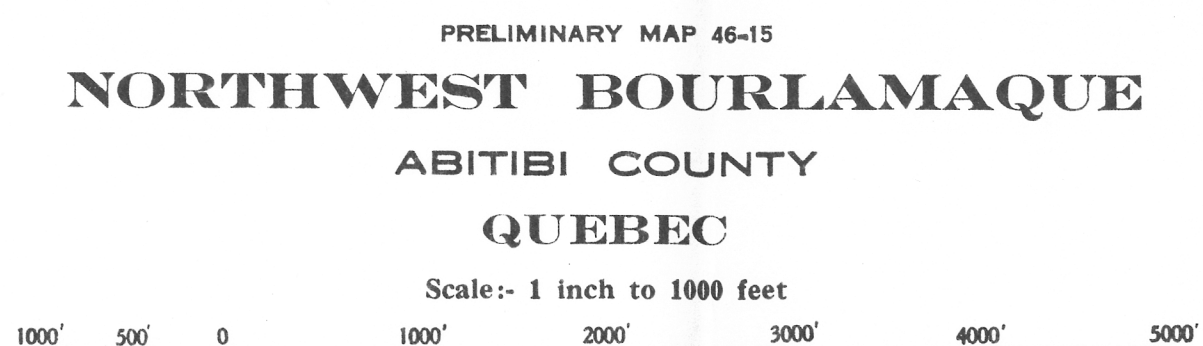 PRELIMINARY MAP 46-15
NORTHWEST BOURLAMAQUE
ABITIBI COUNTY
QUEBEC
Scale:- 1 inch to 1000 feet
1000' 500' 0 1000' 2000' 3000' 4000' 5000'